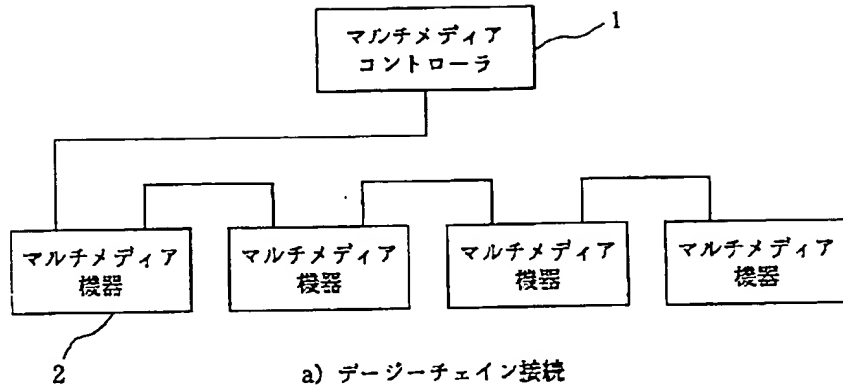 マルチメディア
コントローラ
1
マルチメディア
機器
マルチメディア
機器
マルチメディア
機器
マルチメディア
機器
2
a) デージーチェイン接続